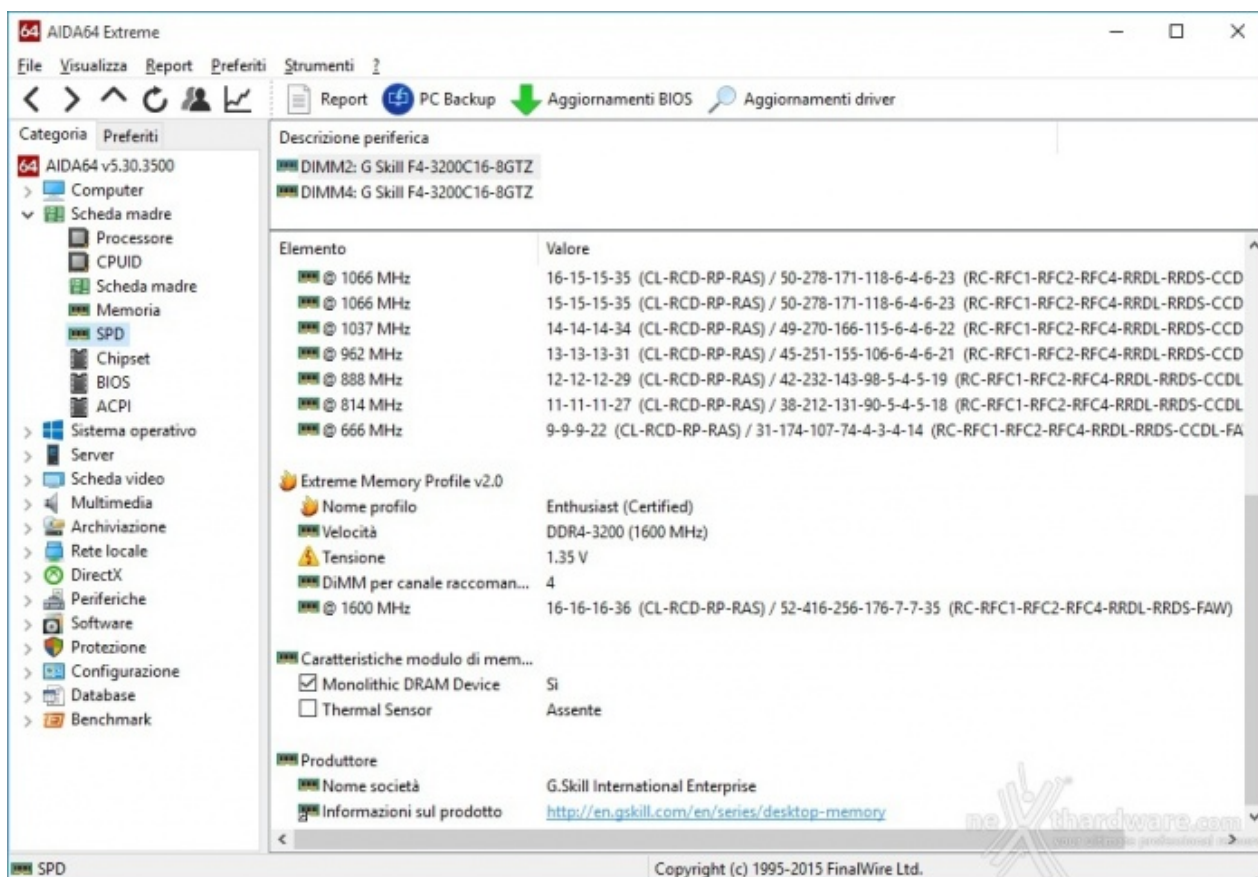 64 AIDA64 Extreme
File Visualizza Report Preferiti Strumenti ?
Report PC Backup Aggiornamenti BIOS Aggiornamenti driver
Categoria Preferiti
64 AIDA64 v5.30.3500
Computer
Scheda madre
Processore
CPUID
Scheda madre
Memoria
SPD
Chipset
BIOS
ACPI
Sistema operativo
Server
Scheda video
Multimedia
Archiviazione
Rete locale
DirectX
Periferiche
Software
Protezione
Configurazione
Database
Benchmark
Descrizione periferica
DIMM2: G Skill F4-3200C16-8GTZ
DIMM4: G Skill F4-3200C16-8GTZ
Elemento Valore
@ 1066 MHz 16-15-15-35 (CL-RCD-RP-RAS) / 50-278-171-118-6-4-6-23 (RC-RFC1-RFC2-RFC4-RRDL-RRDS-CCD
@ 1066 MHz 15-15-15-35 (CL-RCD-RP-RAS) / 50-278-171-118-6-4-6-23 (RC-RFC1-RFC2-RFC4-RRDL-RRDS-CCD
@ 1037 MHz 14-14-14-34 (CL-RCD-RP-RAS) / 49-270-166-115-6-4-6-22 (RC-RFC1-RFC2-RFC4-RRDL-RRDS-CCD
@ 962 MHz 13-13-13-31 (CL-RCD-RP-RAS) / 45-251-155-106-6-4-6-21 (RC-RFC1-RFC2-RFC4-RRDL-RRDS-CCD
@ 888 MHz 12-12-12-29 (CL-RCD-RP-RAS) / 42-232-143-98-5-4-5-19 (RC-RFC1-RFC2-RFC4-RRDL-RRDS-CCDL
@ 814 MHz 11-11-11-27 (CL-RCD-RP-RAS) / 38-212-131-90-5-4-5-18 (RC-RFC1-RFC2-RFC4-RRDL-RRDS-CCDL
@ 666 MHz 9-9-9-22 (CL-RCD-RP-RAS) / 31-174-107-74-4-3-4-14 (RC-RFC1-RFC2-RFC4-RRDL-RRDS-CCDL-FA
Extreme Memory Profile v2.0
Nome profilo Enthusiast (Certified)
Velocità DDR4-3200 (1600 MHz)
Tensione 1.35 V
DiMM per canale raccoman... 4
@ 1600 MHz 16-16-16-36 (CL-RCD-RP-RAS) / 52-416-256-176-7-7-35 (RC-RFC1-RFC2-RFC4-RRDL-RRDS-FAW)
Caratteristiche modulo di mem...
Monolithic DRAM Device Sì
Thermal Sensor Assente
Produttore
Nome società G.Skill International Enterprise
Informazioni sul prodotto http://en.gskill.com/en/series/desktop-memory
nexthardware.com
SPD Copyright (c) 1995-2015 FinalWire Ltd.